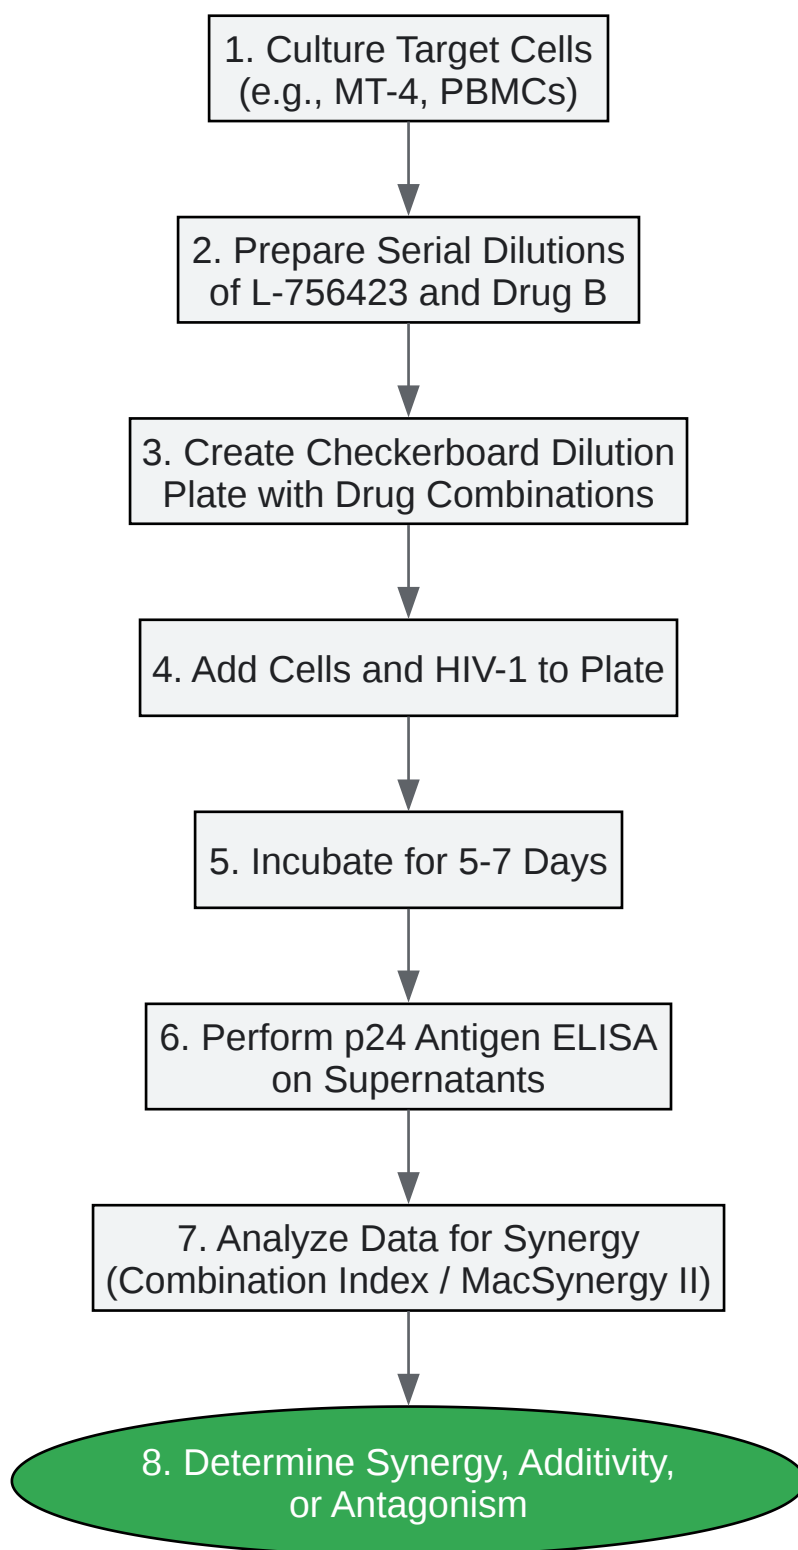 1. Culture Target Cells
(e.g., MT-4, PBMCs)
2. Prepare Serial Dilutions
of L-756423 and Drug B
3. Create Checkerboard Dilution
Plate with Drug Combinations
4. Add Cells and HIV-1 to Plate
5. Incubate for 5-7 Days
6. Perform p24 Antigen ELISA
on Supernatants
7. Analyze Data for Synergy
(Combination Index / MacSynergy II)
8. Determine Synergy, Additivity,
or Antagonism